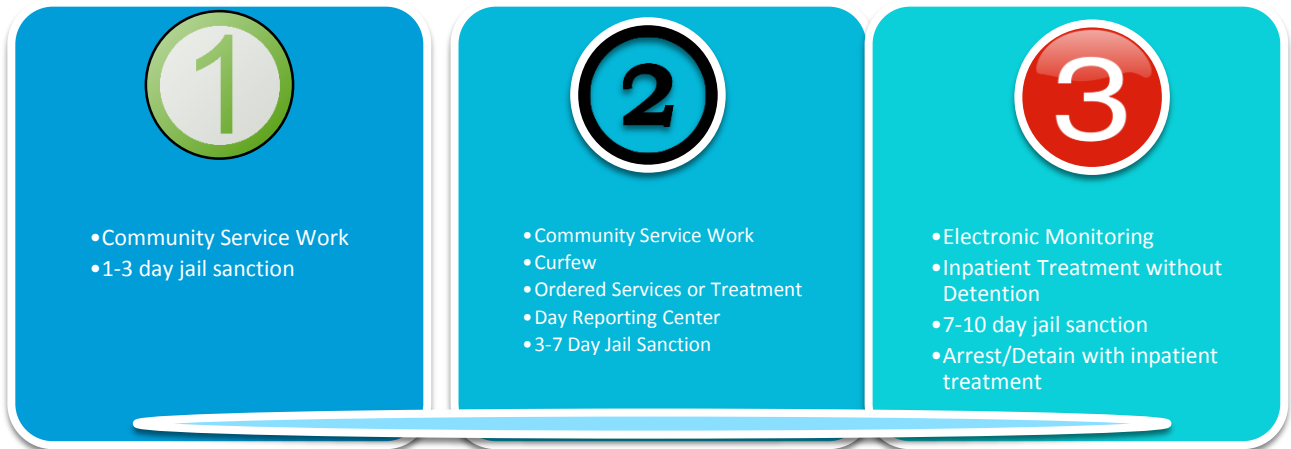 1
•Community Service Work
•1-3 day jail sanction
2
•Community Service Work
•Curfew
•Ordered Services or Treatment
•Day Reporting Center
•3-7 Day Jail Sanction
3
•Electronic Monitoring
•Inpatient Treatment without
Detention
•7-10 day jail sanction
•Arrest/Detain with inpatient
treatment